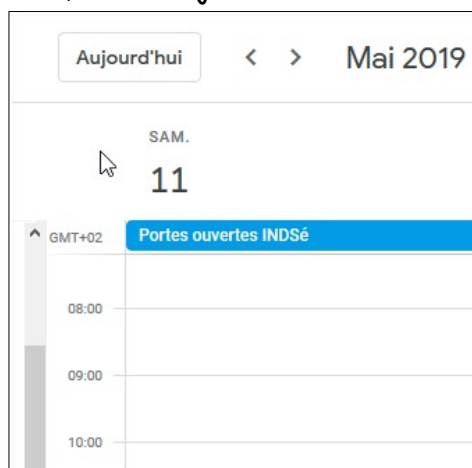 Aujourd'hui < > Mai 2019
SAM.
11
GMT+02 Portes ouvertes INDSé
08:00
09:00
10:00